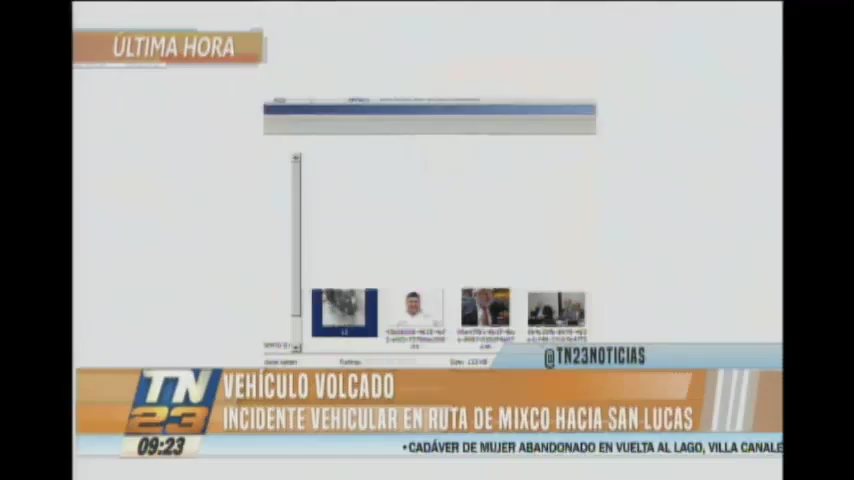 ÚLTIMA HORA
@TN23NOTICIAS
TN
23
VEHÍCULO VOLCADO
INCIDENTE VEHICULAR EN RUTA DE MIXCO HACIA SAN LUCAS
09:23
•CADÁVER DE MUJER ABANDONADO EN VUELTA AL LAGO, VILLA CANALE